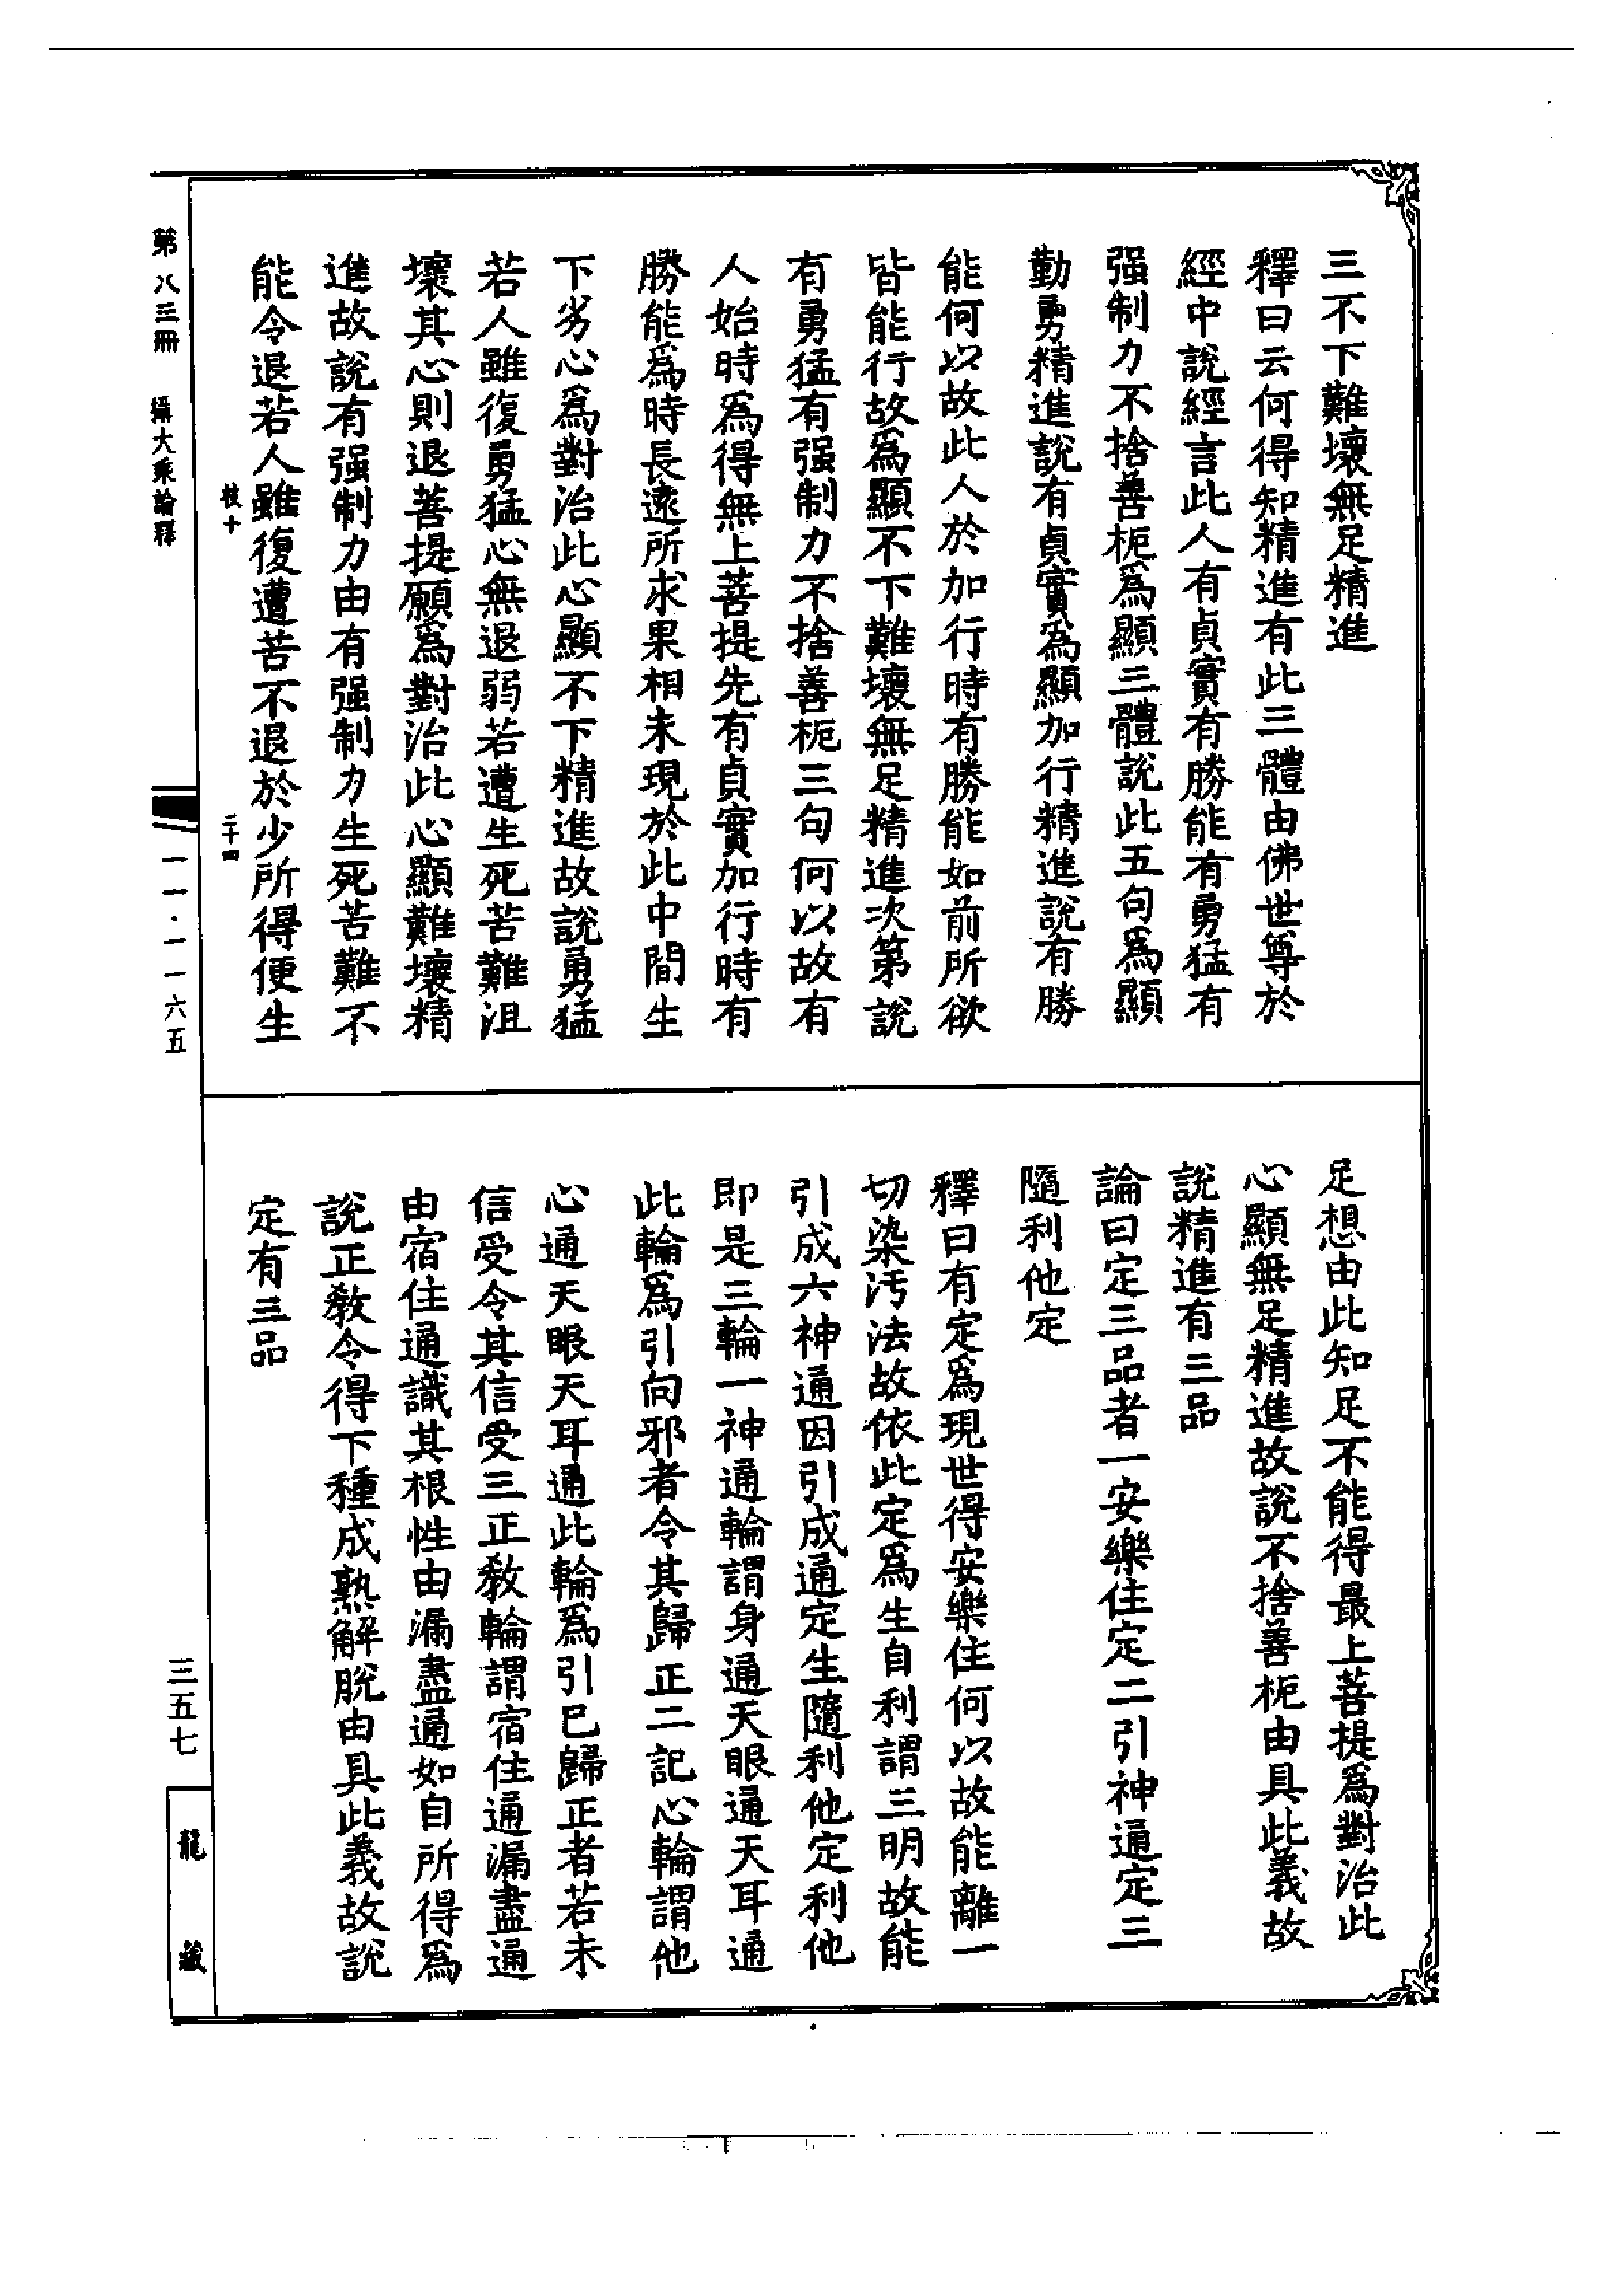 三不下難壞無足精進
釋曰云何得知精進有此三體由佛世尊於
經中說經言此人有貞實有勝能有勇猛有
强制力不捨善枙爲顯三體說此五句爲顯
勤勇精進說有貞實爲顯加行精進說有勝
能何以故此人於加行時有勝能如前所欲
皆能行故爲顯不下難壞無足精進次第說
有勇猛有强制力不捨善枙三句何以故有
人始時爲得無上菩提先有貞實加行時有
勝能爲時長遠所求果相未現於此中間生
下劣心爲對治此心顯不下精進故說勇猛
若人雖復勇猛心無退弱若遭生死苦難沮
壞其心則退菩提願爲對治此心顯難壞精
進故說有强制力由有强制力生死苦難不
能令退若人雖復遭苦不退於少所得便生
足想由此知足不能得最上菩提爲對治此
心顯無足精進故說不捨善枙由具此義故
說精進有三品
論曰定三品者一安樂住定二引神通定三
隨利他定
釋曰有定爲現世得安樂住何以故能離一
切染汚法故依此定爲生自利謂三明故能
引成六神通因引成通定生隨利他定利他
即是三輪一神通輪謂身通天眼通天耳通
此輪爲引向邪者令其歸正二記心輪謂他
心通天眼天耳通此輪爲引已歸正者若未
信受令其信受三正敎輪謂宿住通漏盡通
由宿住通識其根性由漏盡通如自所得爲
說正敎令得下種成熟解脫由具此義故說
定有三品
第八三冊 攝大乘論釋
枝十 二十四
一一·一一六五
三五七
龍藏